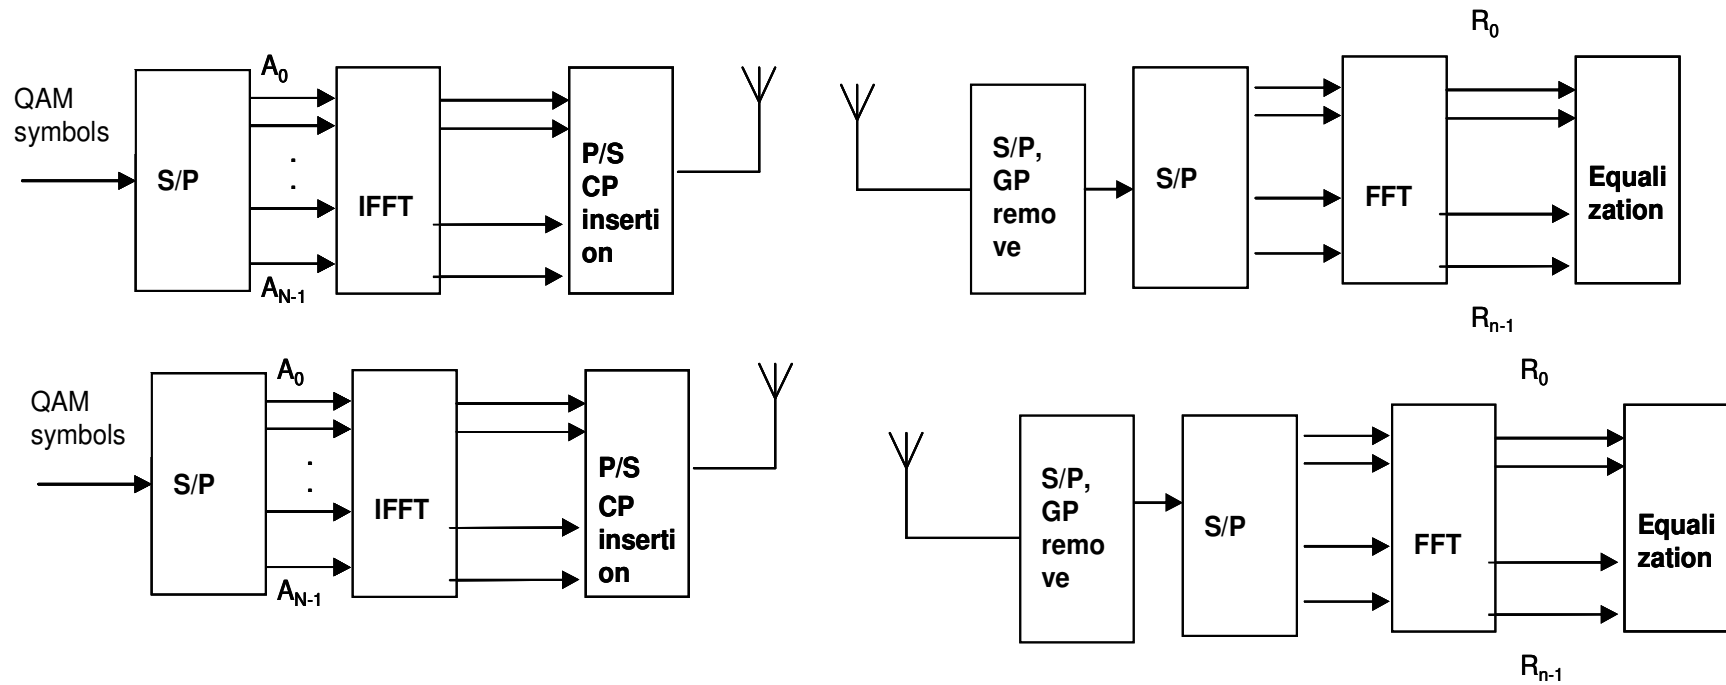 QAM
symbols
S/P
A0
AN-1
IFFT
P/S
CP
inserti
on
S/P,
GP
remo
ve
S/P
FFT
R0
Rn-1
Equali
zation
QAM
symbols
S/P
A0
AN-1
IFFT
P/S
CP
inserti
on
S/P,
GP
remo
ve
S/P
FFT
R0
Rn-1
Equali
zation